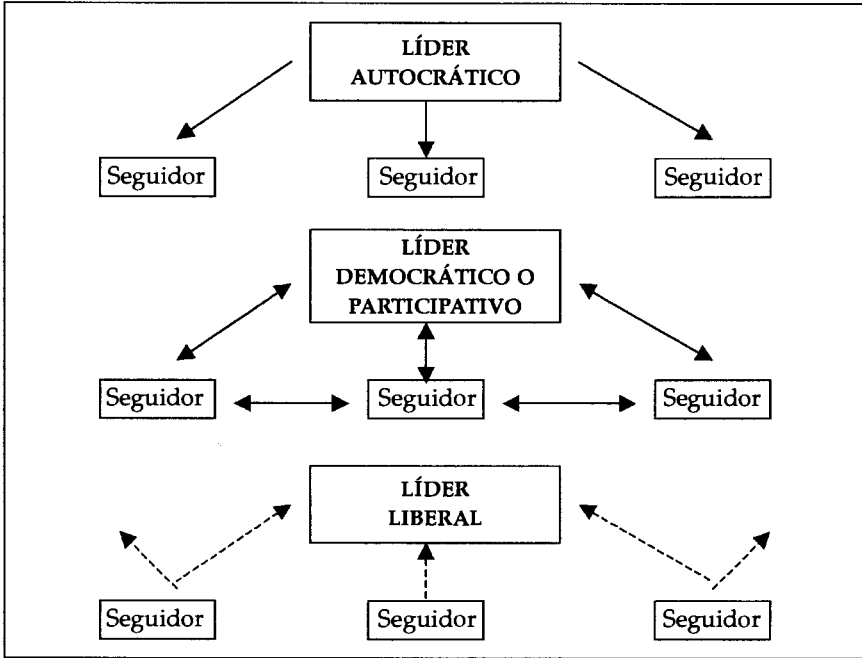 LÍDER
AUTOCRÁTICO
Seguidor Seguidor Seguidor
LÍDER
DEMOCRÁTICO O
PARTICIPATIVO
Seguidor Seguidor Seguidor
LÍDER
LIBERAL
Seguidor Seguidor Seguidor